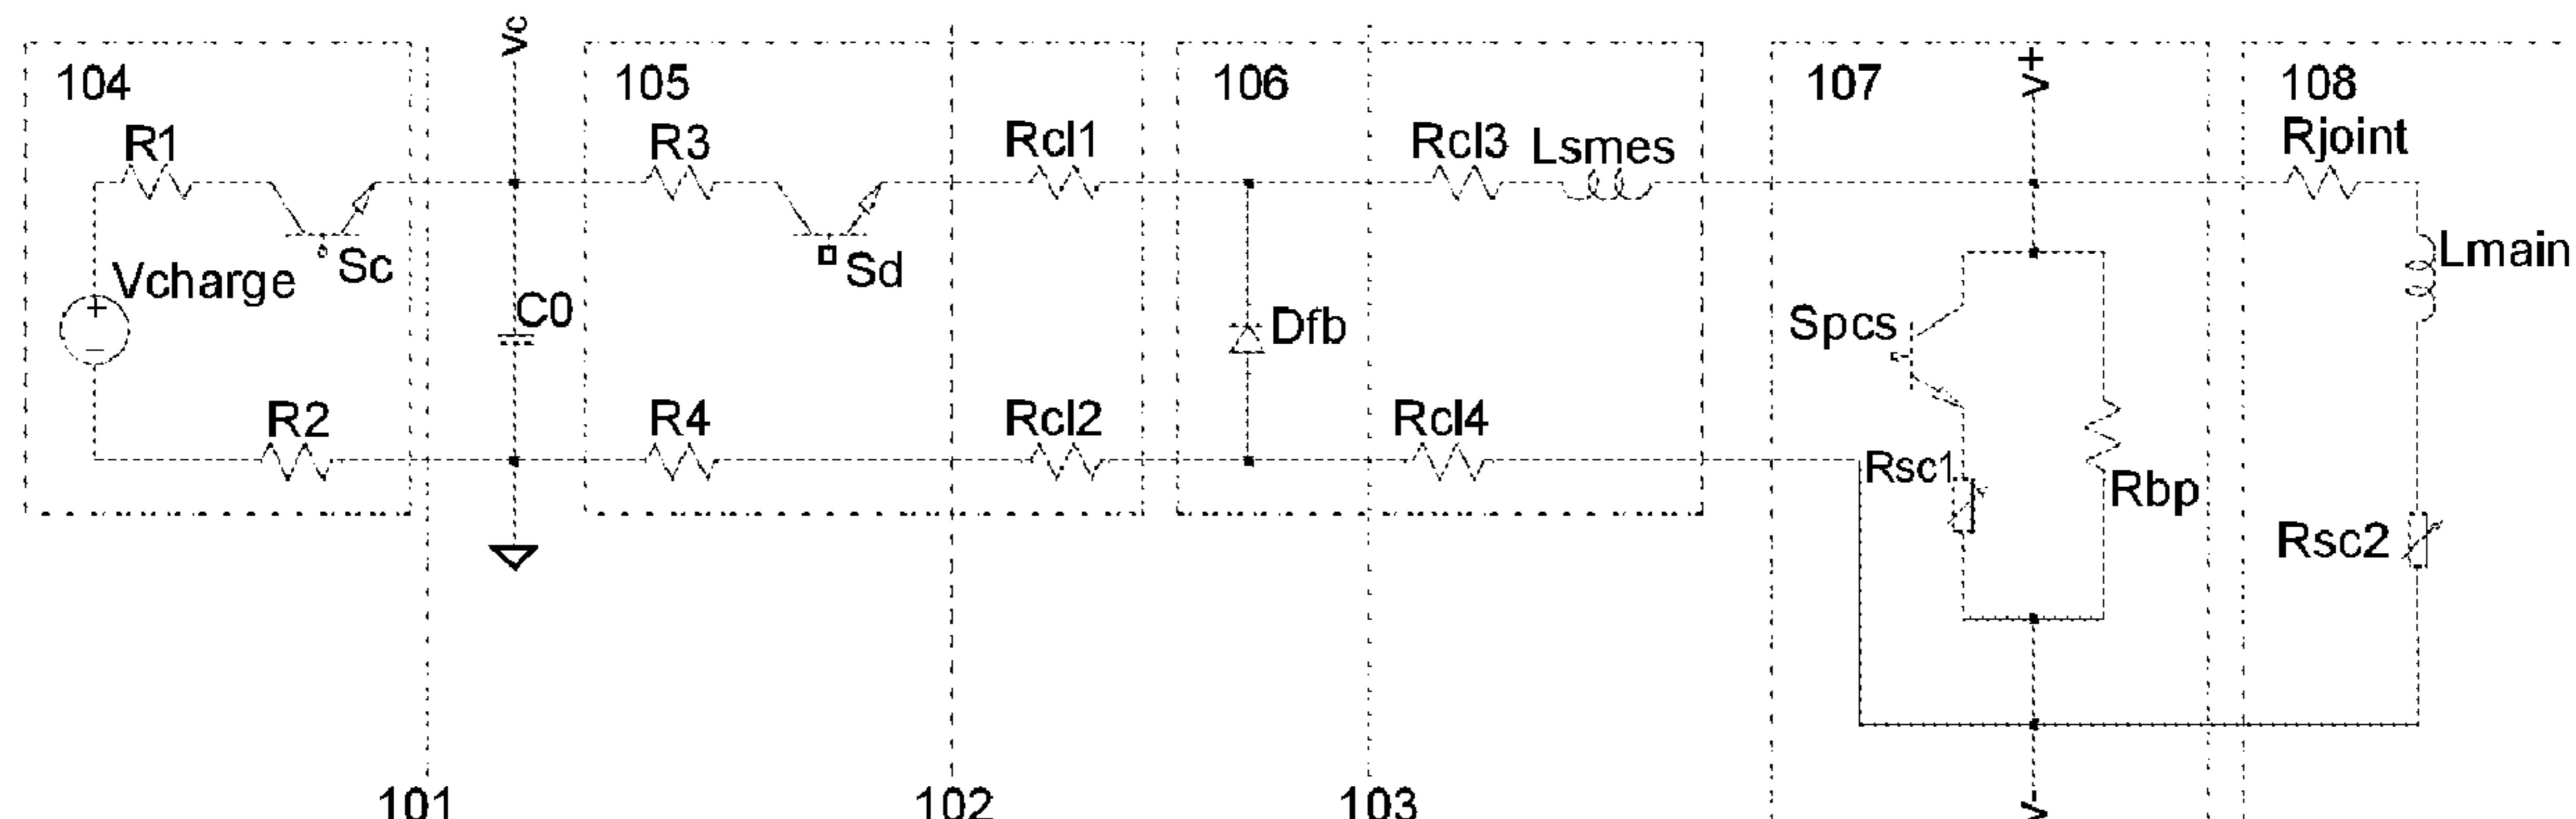 Vc
104
105
106
107
V+
108
R1
R3
Rcl1
Rcl3
Lsmes
Rjoint
Sc
Sd
Lmain
Vcharge
+
−
C0
Dfb
Spcs
R2
R4
Rcl2
Rcl4
Rsc1
Rbp
Rsc2
101
102
103
V-